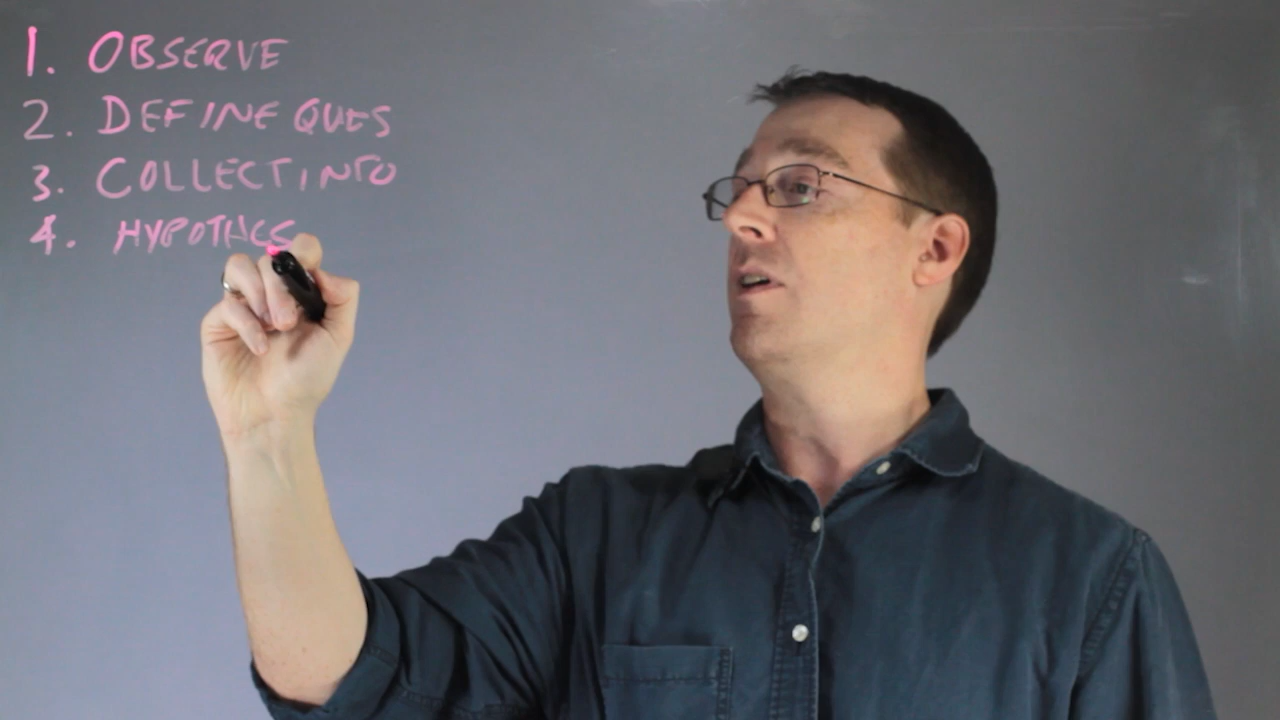 1. OBSERVE
2. DEFINE QUES
3. COLLECT INFO
4. HYPOTHES